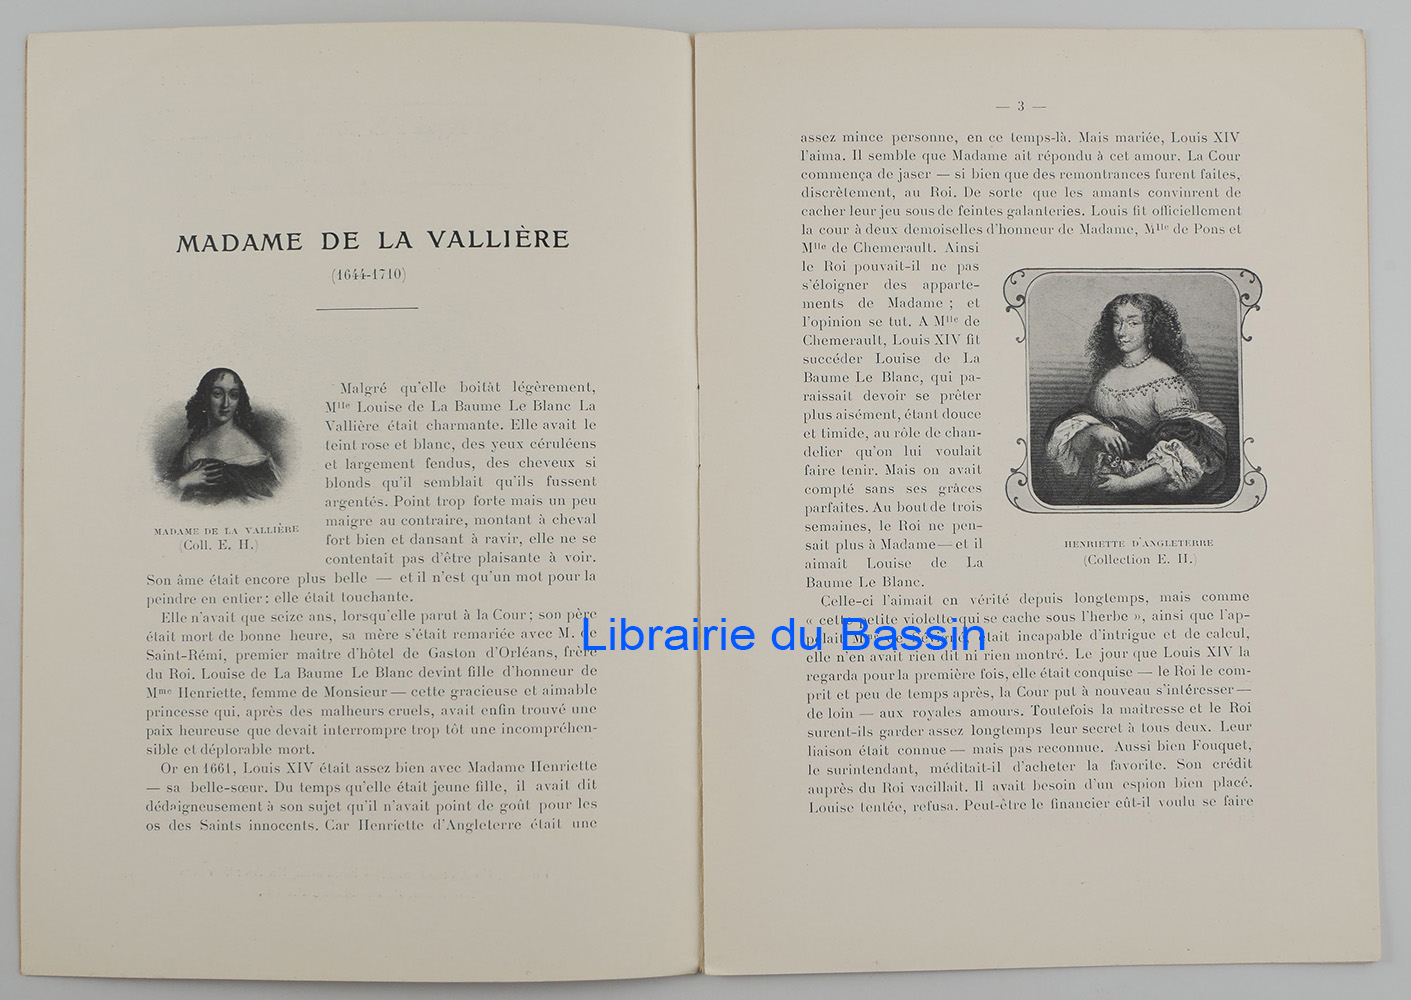 MADAME DE LA VALLIÈRE
(1644-1710)
MADAME DE LA VALLIÈRE
(Coll. E. H.)
Malgré qu'elle boitât légèrement,
Mlle Louise de La Baume Le Blanc La
Vallière était charmante. Elle avait le
teint rose et blanc, des yeux céruléens
et largement fendus, des cheveux si
blonds qu'il semblait qu'ils fussent
argentés. Point trop forte mais un peu
maigre au contraire, montant à cheval
fort bien et dansant à ravir, elle ne se
contentait pas d'être plaisante à voir.
Son âme était encore plus belle — et il n'est qu'un mot pour la
peindre en entier : elle était touchante.
Elle n'avait que seize ans, lorsqu'elle parut à la Cour ; son père
était mort de bonne heure, sa mère s'était remariée avec M. de
Saint-Rémi, premier maître d'hôtel de Gaston d'Orléans, frère
du Roi. Louise de La Baume Le Blanc devint fille d'honneur de
Mme Henriette, femme de Monsieur — cette gracieuse et aimable
princesse qui, après des malheurs cruels, avait enfin trouvé une
paix heureuse que devait interrompre trop tôt une incompréhen-
sible et déplorable mort.
Or en 1661, Louis XIV était assez bien avec Madame Henriette
— sa belle-sœur. Du temps qu'elle était jeune fille, il avait dit
dédaigneusement à son sujet qu'il n'avait point de goût pour les
os des Saints innocents. Car Henriette d'Angleterre était une
— 3 —
assez mince personne, en ce temps-là. Mais mariée, Louis XIV
l'aima. Il semble que Madame ait répondu à cet amour. La Cour
commença de jaser — si bien que des remontrances furent faites,
discrètement, au Roi. De sorte que les amants convinrent de
cacher leur jeu sous de feintes galanteries. Louis fit officiellement
la cour à deux demoiselles d'honneur de Madame, Mlle de Pons et
Mlle de Chemerault. Ainsi
le Roi pouvait-il ne pas
s'éloigner des apparte-
ments de Madame ; et
l'opinion se tut. A Mlle de
Chemerault, Louis XIV fit
succéder Louise de La
Baume Le Blanc, qui pa-
raissait devoir se prêter
plus aisément, étant douce
et timide, au rôle de chan-
delier qu'on lui voulait
faire tenir. Mais on avait
compté sans ses grâces
parfaites. Au bout de trois
semaines, le Roi ne pen-
sait plus à Madame — et il
aimait Louise de La
Baume Le Blanc.
HENRIETTE D'ANGLETERRE
(Collection E. H.)
Celle-ci l'aimait en vérité depuis longtemps, mais comme
« cette petite violette qui se cache sous l'herbe », ainsi que l'ap-
pelait Mme de Sévigné, était incapable d'intrigue et de calcul,
elle n'en avait rien dit ni rien montré. Le jour que Louis XIV la
regarda pour la première fois, elle était conquise — le Roi le com-
prit et peu de temps après, la Cour put à nouveau s'intéresser —
de loin — aux royales amours. Toutefois la maîtresse et le Roi
surent-ils garder assez longtemps leur secret à tous deux. Leur
liaison était connue — mais pas reconnue. Aussi bien Fouquet,
le surintendant, méditait-il d'acheter la favorite. Son crédit
auprès du Roi vacillait. Il avait besoin d'un espion bien placé.
Louise tentée, refusa. Peut-être le financier eût-il voulu se faire
Librairie du Bassin